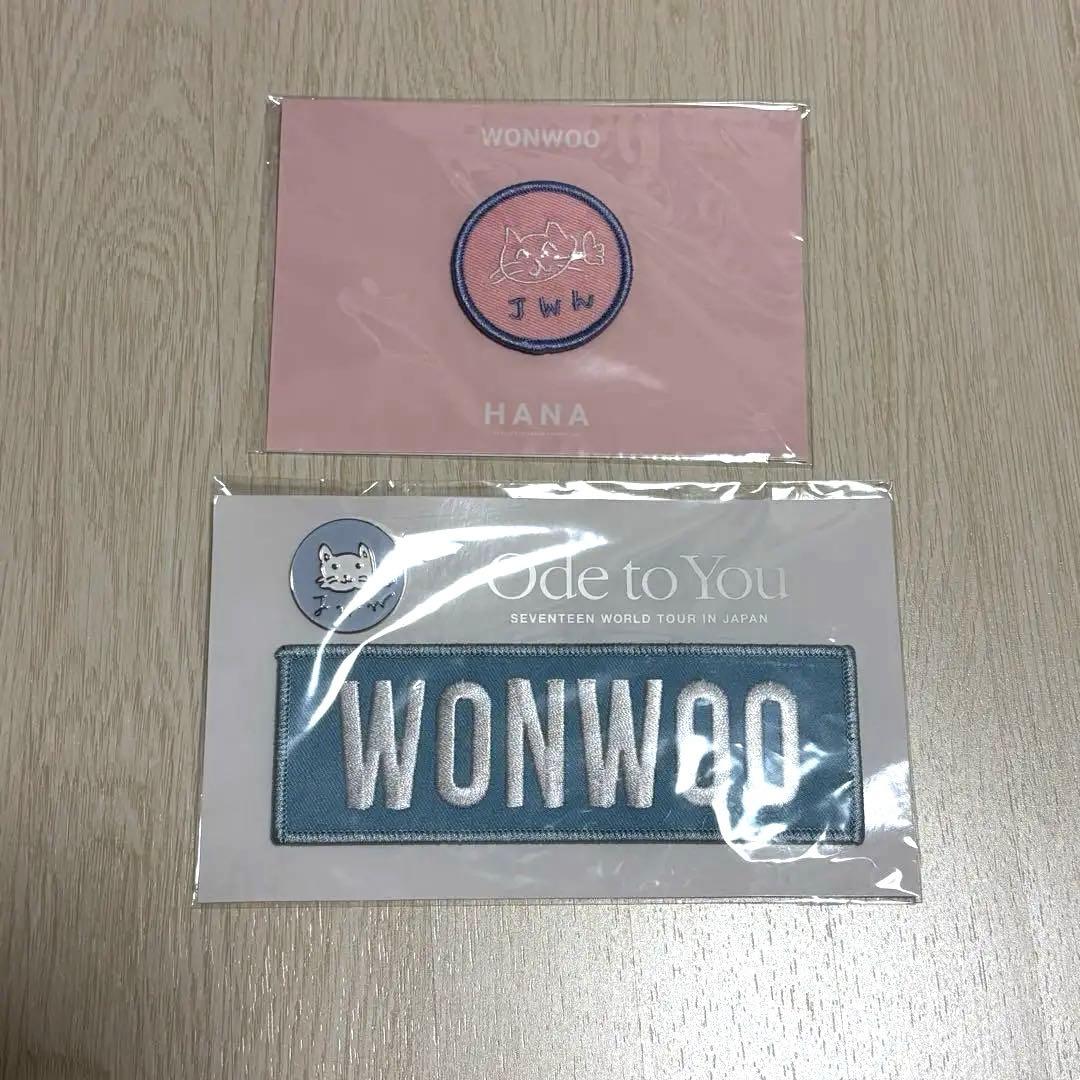 WONWOO
JWW
HANA
Ode to You
SEVENTEEN WORLD TOUR IN JAPAN
WONWOO